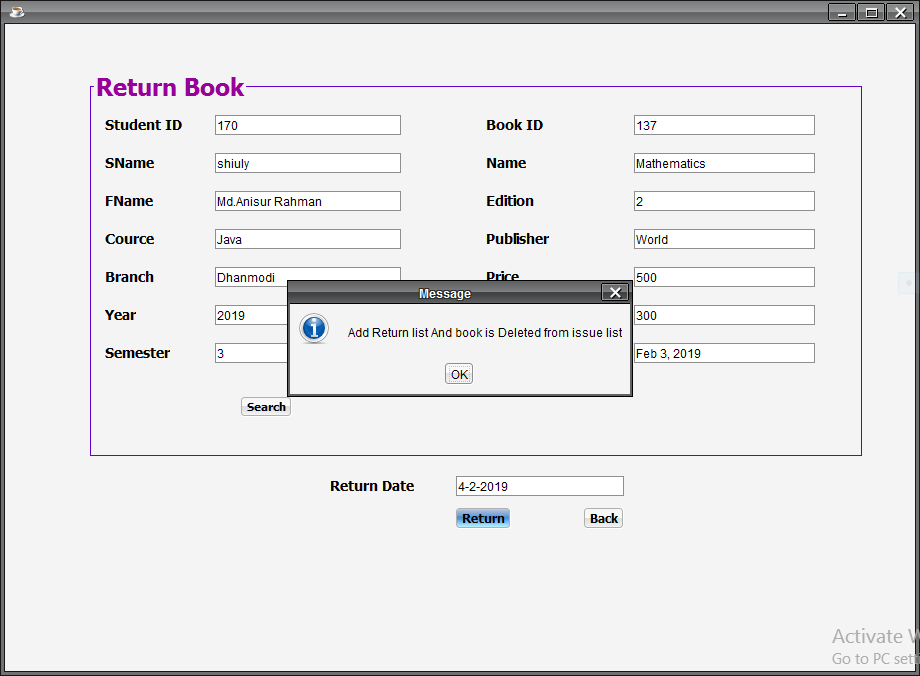 Return Book
Student ID 170 Book ID 137
SName shiuly Name Mathematics
FName Md.Anisur Rahman Edition 2
Cource Java Publisher World
Branch Dhanmodi Price 500
Message
Year 2019 300
Add Return list And book is Deleted from issue list
Semester 3 Feb 3, 2019
OK
Search
Return Date 4-2-2019
Return Back
Activate W
Go to PC sett